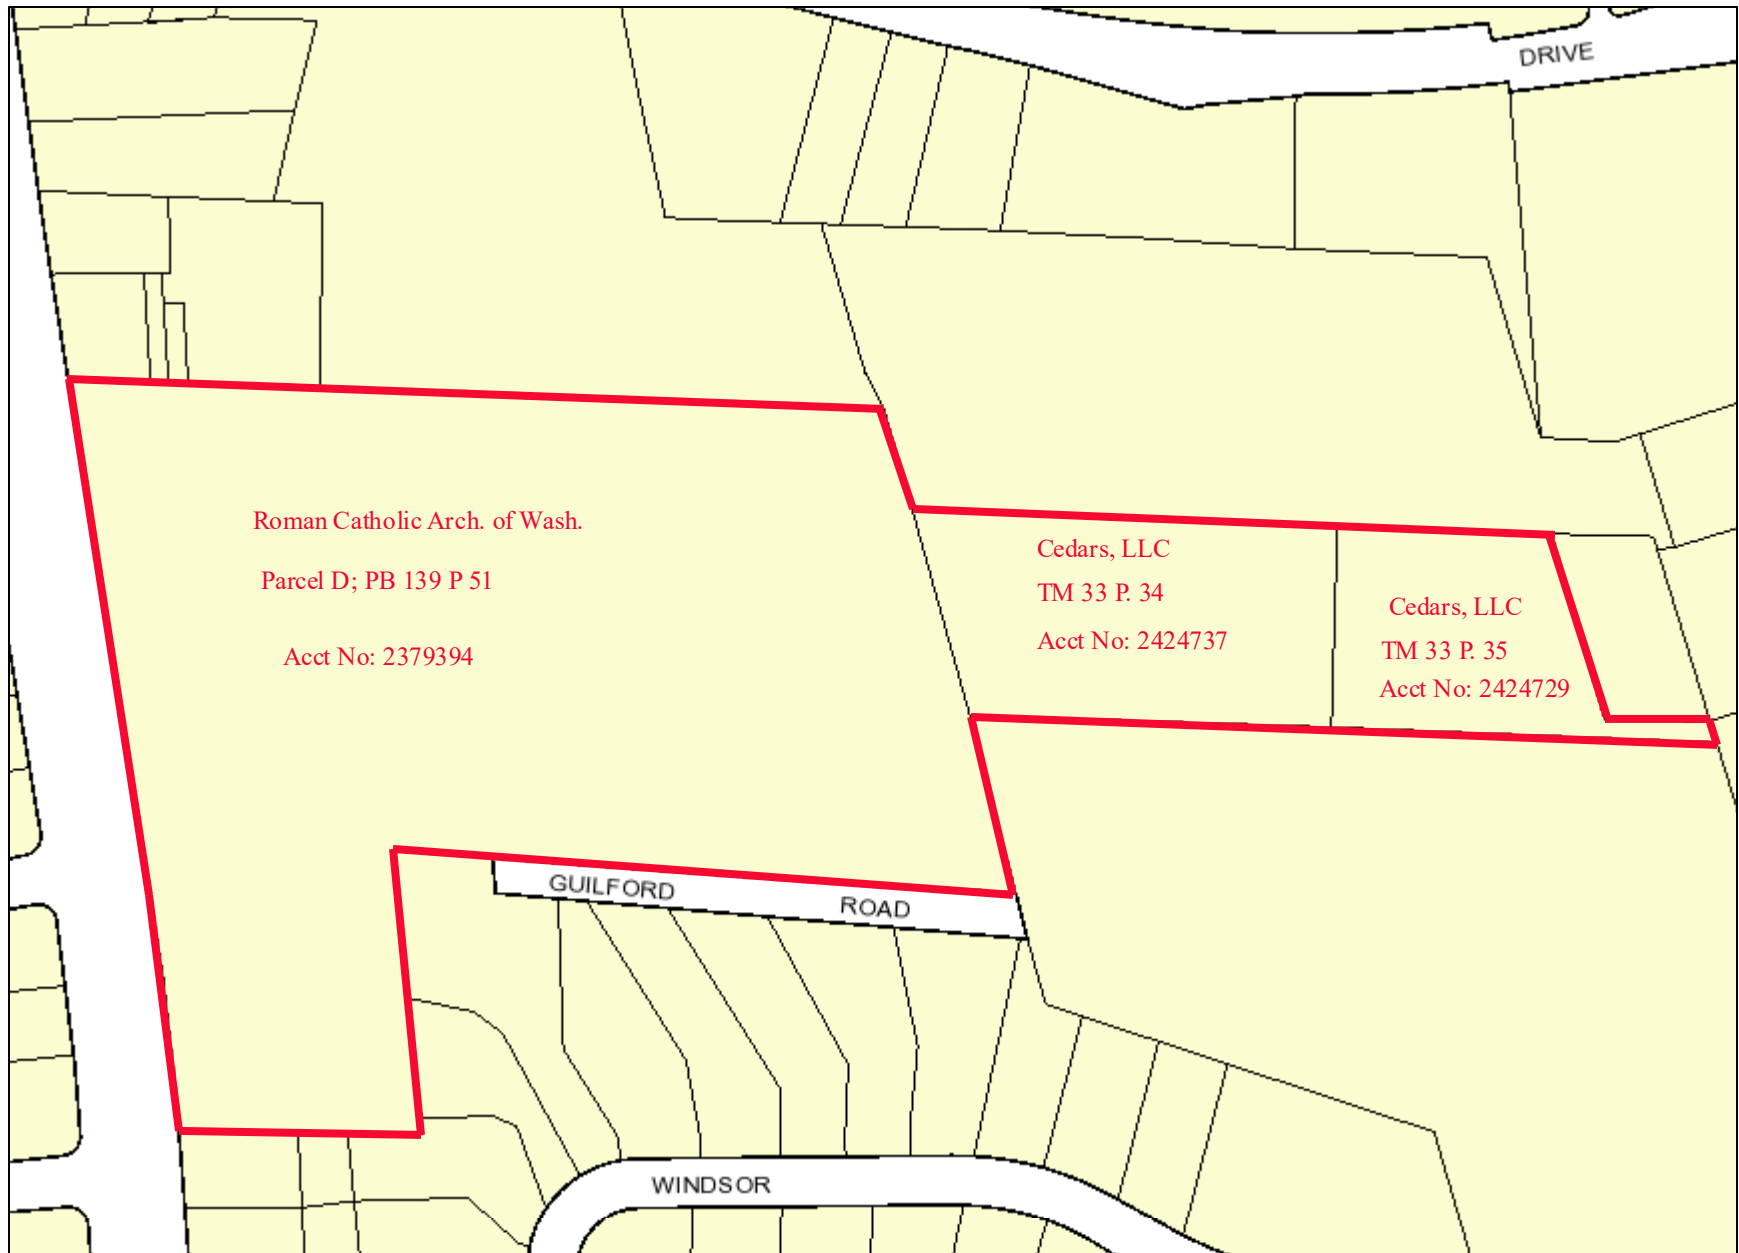 DRIVE
Roman Catholic Arch. of Wash.
Parcel D; PB 139 P 51
Acct No: 2379394
Cedars, LLC
TM 33 P. 34
Acct No: 2424737
Cedars, LLC
TM 33 P. 35
Acct No: 2424729
GUILFORD ROAD
WINDSOR